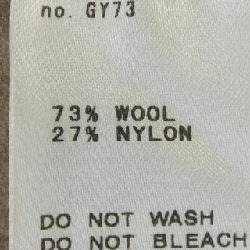 no. GY73
73% WOOL
27% NYLON
DO NOT WASH
DO NOT BLEACH